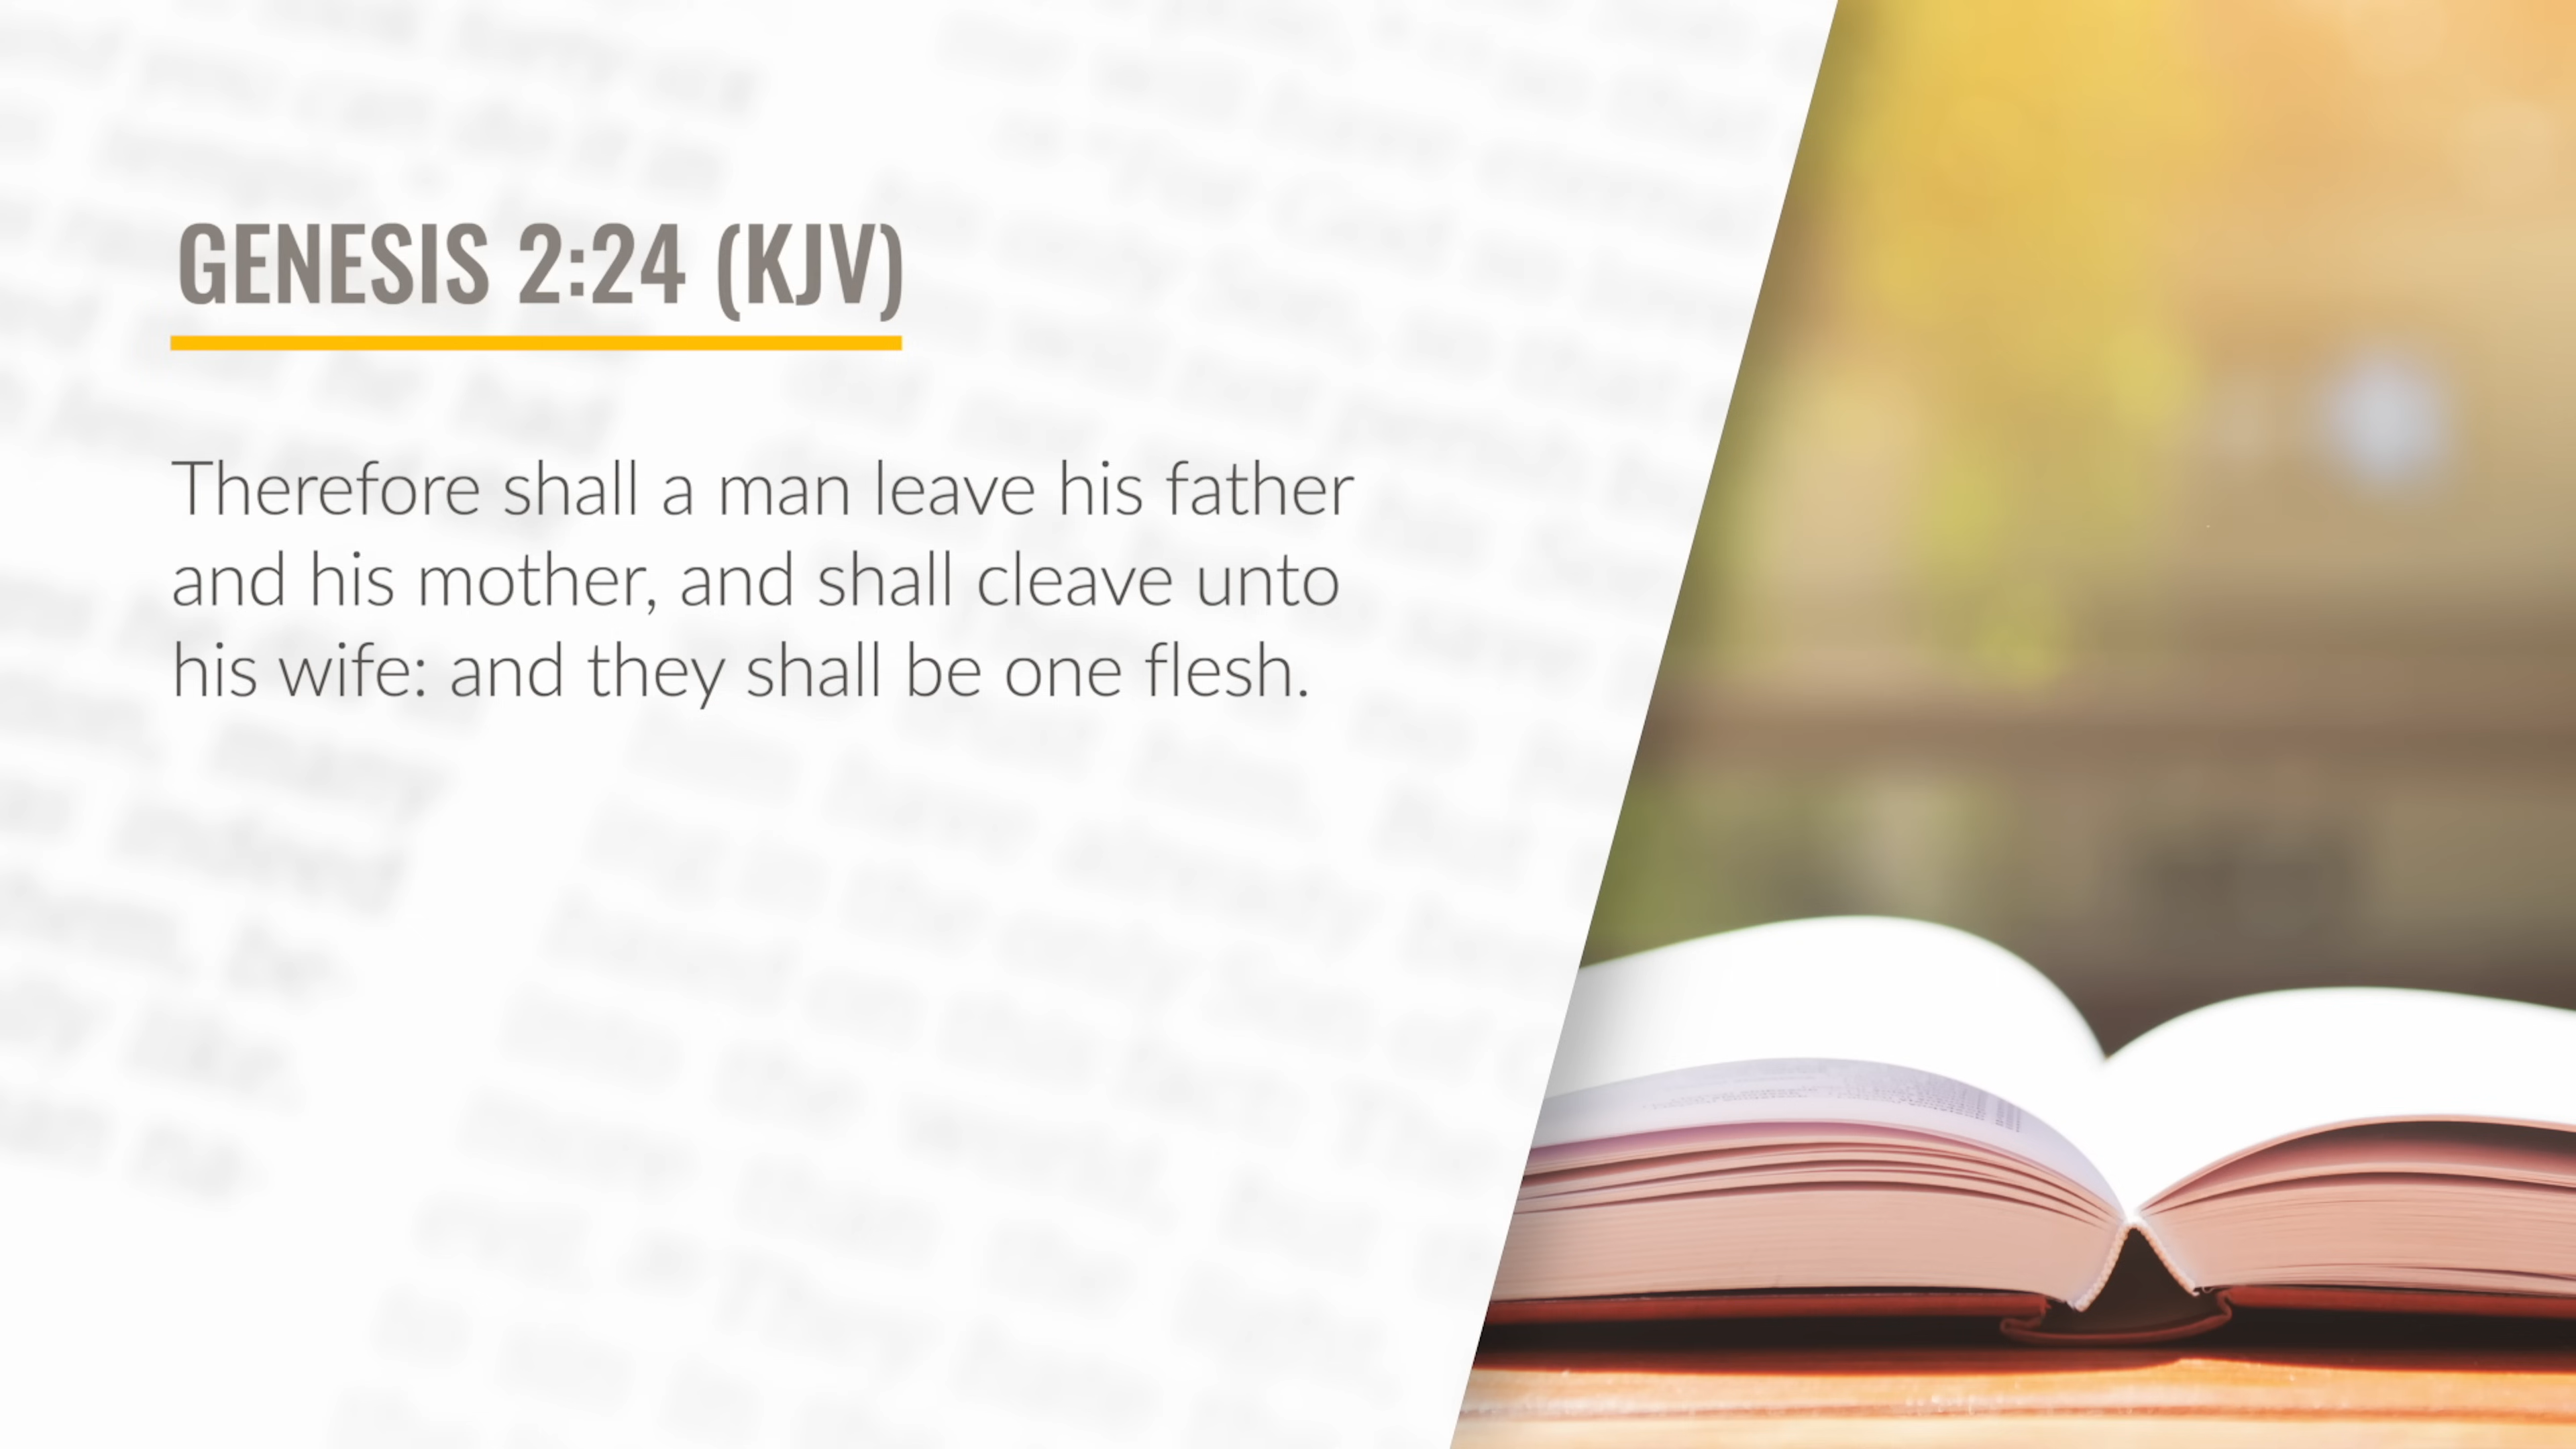 GENESIS 2:24 (KJV)
Therefore shall a man leave his father
and his mother, and shall cleave unto
his wife: and they shall be one flesh.